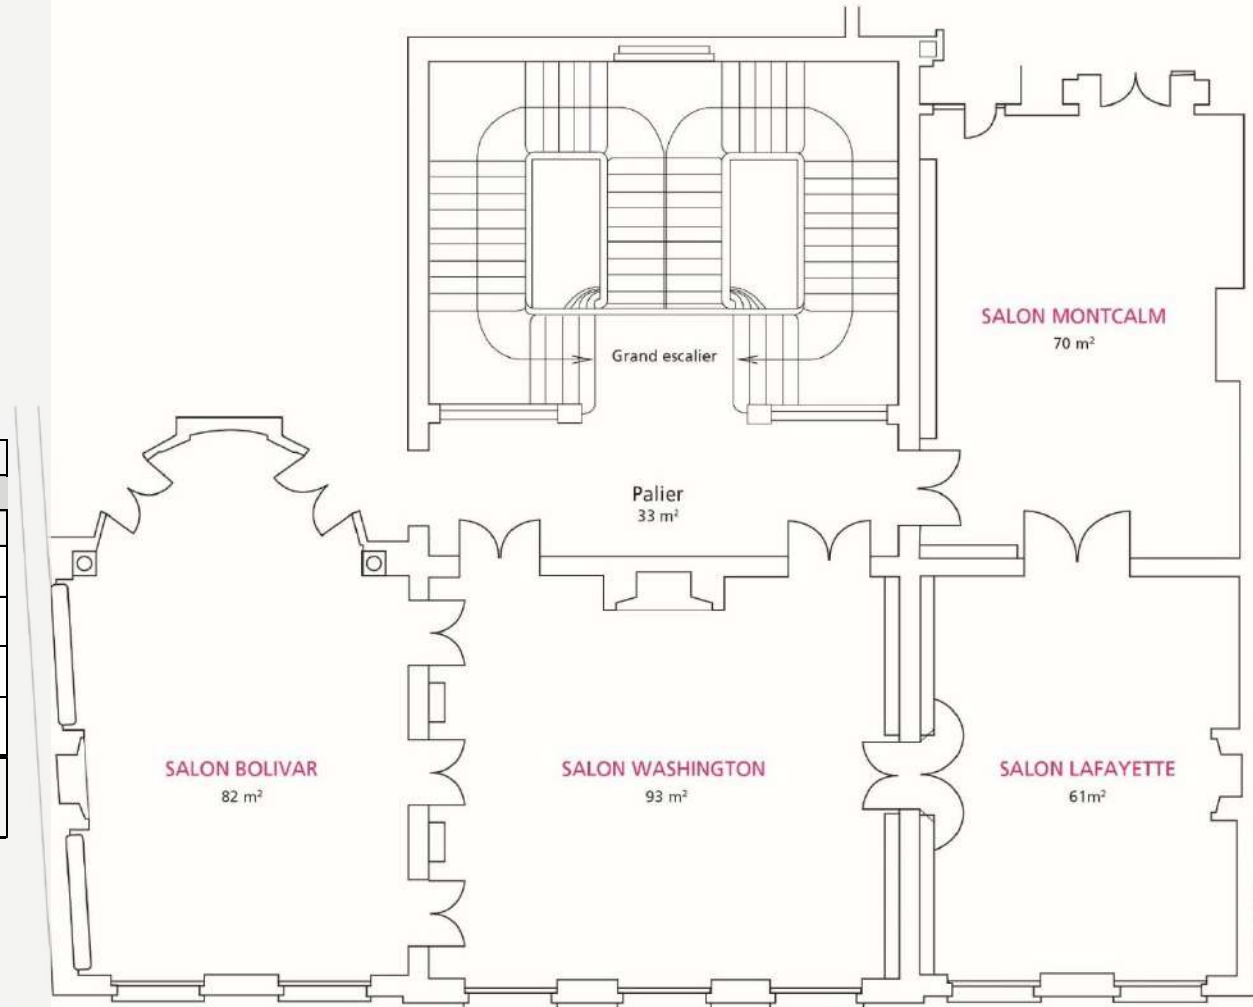 SALON MONTCALM
70 m²
Grand escalier
Palier
33 m²
SALON BOLIVAR
82 m²
SALON WASHINGTON
93 m²
SALON LAFAYETTE
61m²